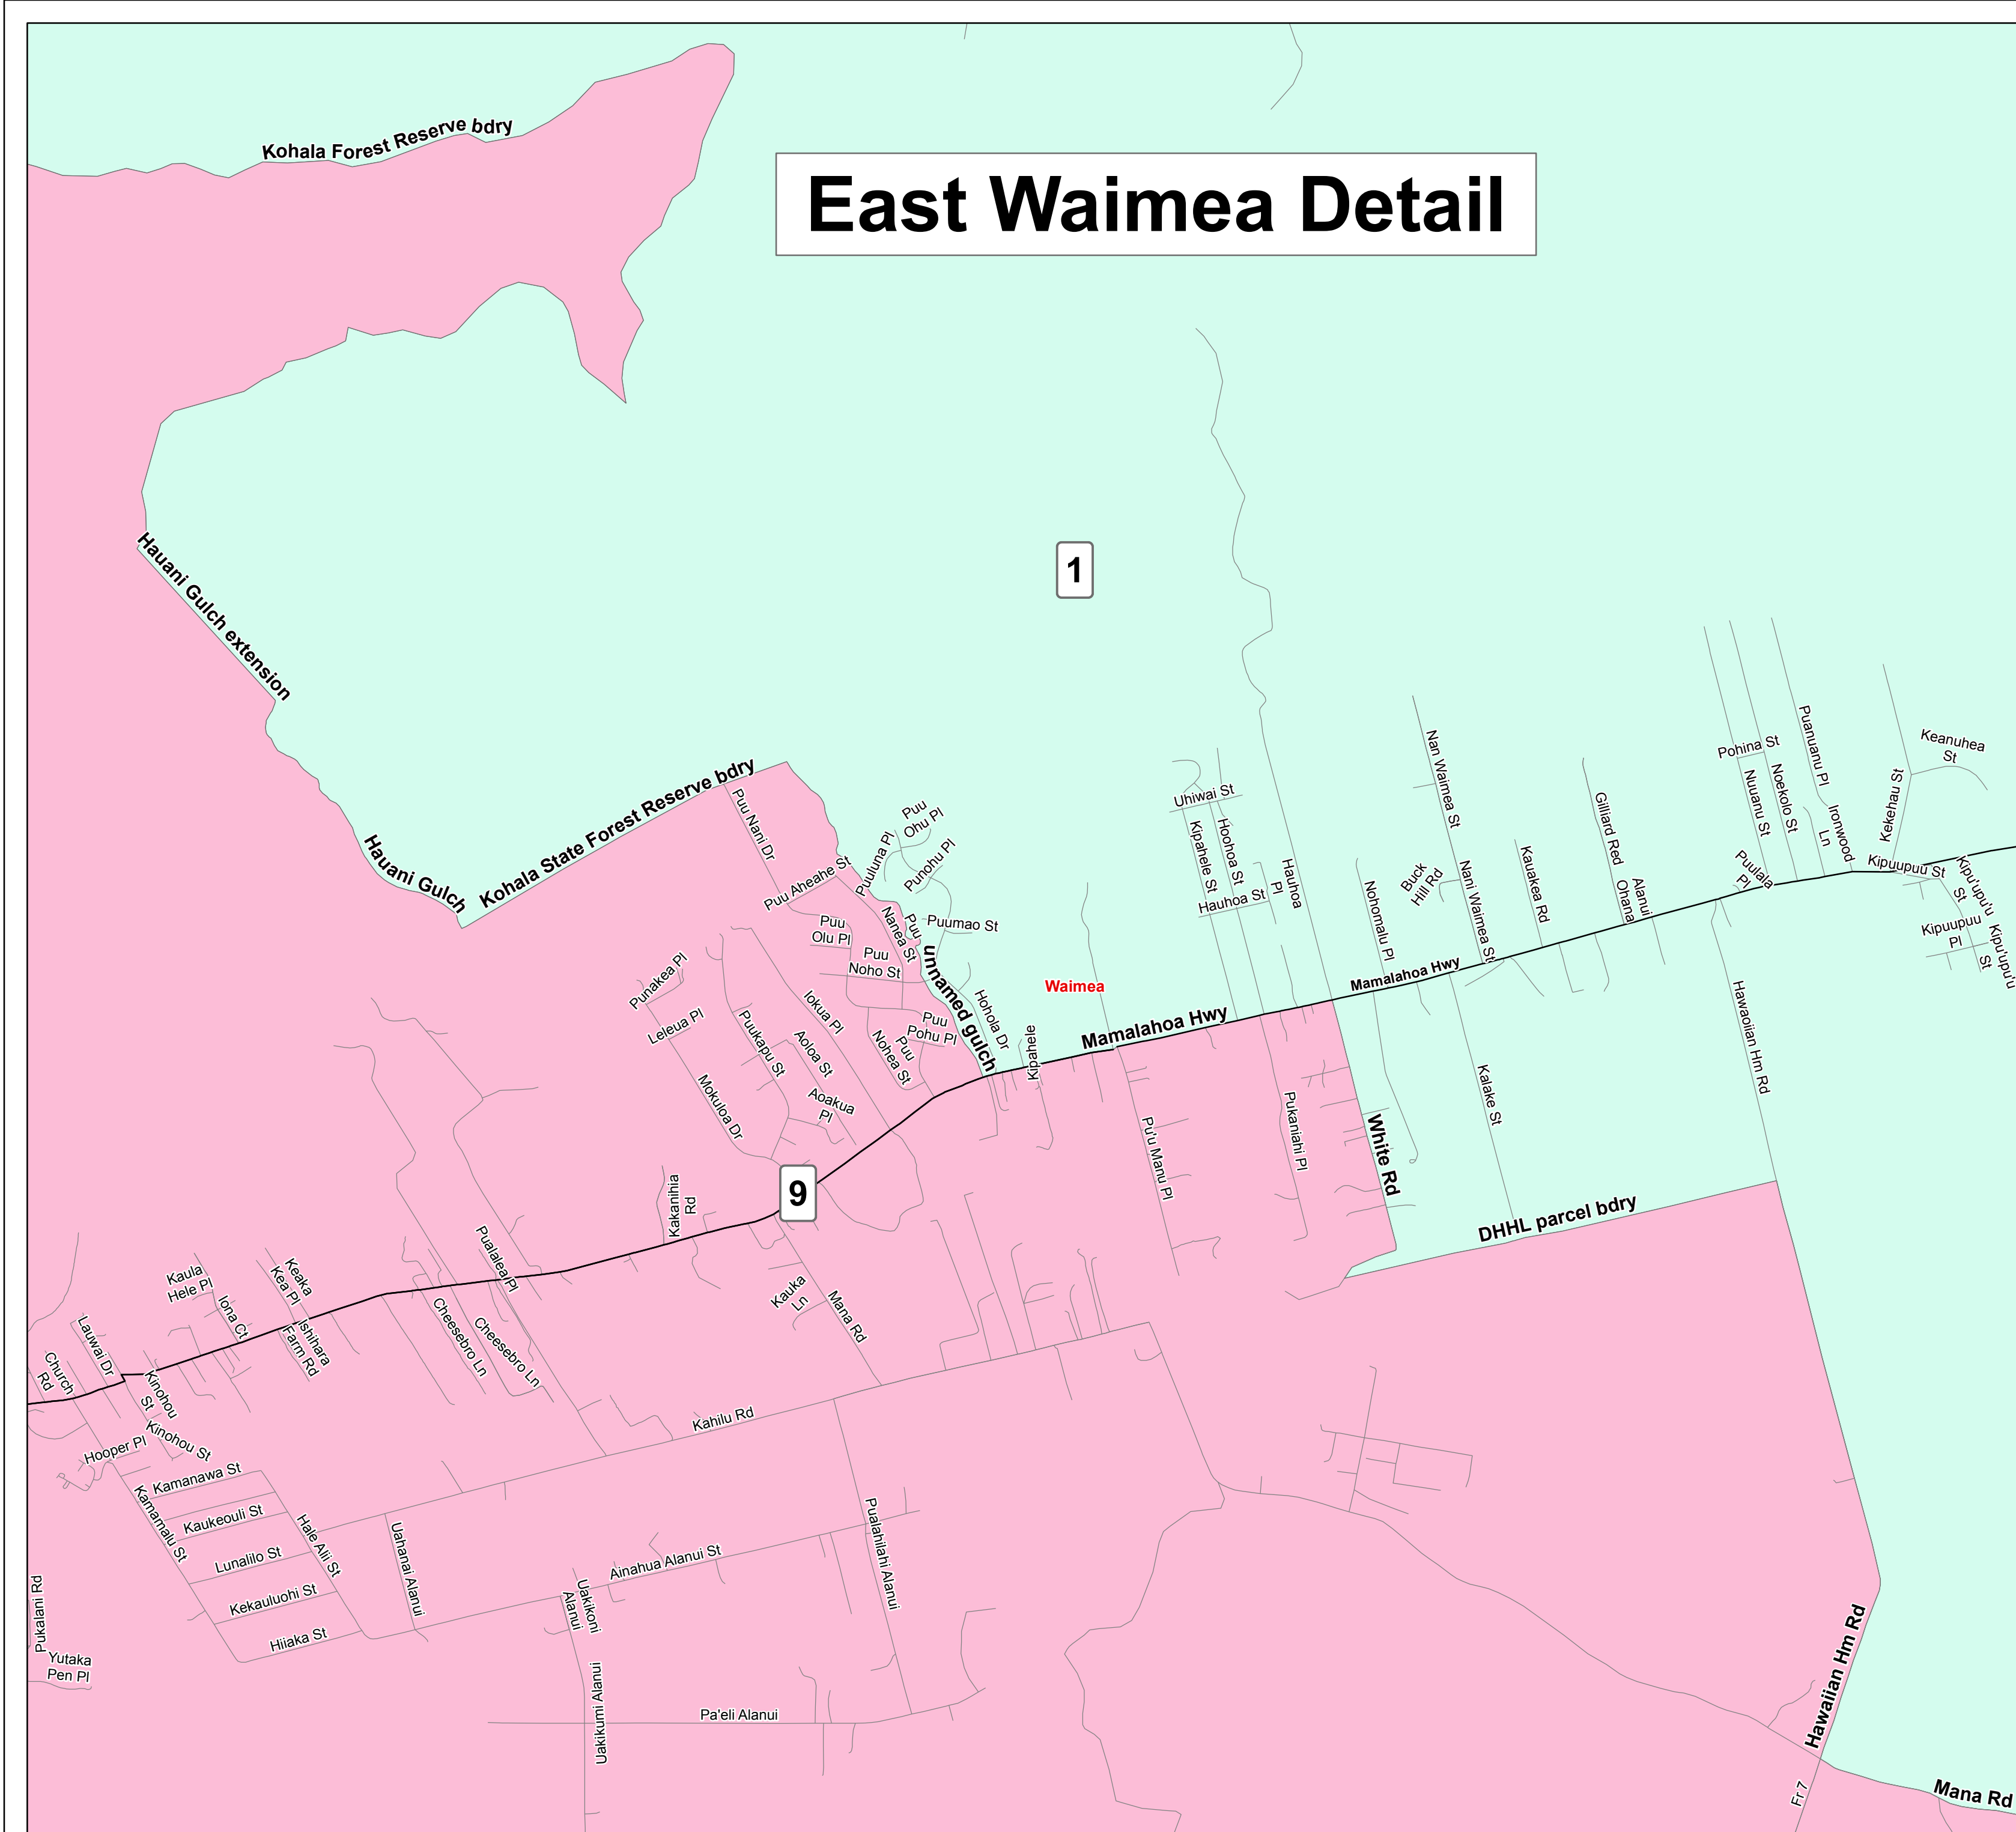 Kohala Forest Reserve bdry
East Waimea Detail
1
Hauani Gulch extension
Hauani Gulch
Kohala State Forest Reserve bdry
Puu Nani Dr
Puu Aheahe St
Puuluna Pl
Puu
Ohu Pl
Punohu Pl
Puumao St
Puu
Nanea St
Puu
Olu Pl
Puu
Noho St
unnamed gulch
Hohola Dr
Kipahele
Puu
Pohu Pl
Puu
Nohea St
Iokua Pl
Aoloa St
Aoakua
Pl
Puukapu St
Punakea Pl
Leleua Pl
Mokuloa Dr
Waimea
Mamalahoa Hwy
Uhiwai St
Kipahele St
Hoohoa St
Hauhoa St
Hauhoa
Pl
Nan Waimea St
Nani Waimea St
Buck
Hill Rd
Nohomalu Pl
Mamalahoa Hwy
Kauakea Rd
Gilliard Red
Alanui
Ohana
Pohina St
Nuuanu St
Noekolo St
Puanuanu Pl
Ironwood
Ln
Puulala
Pl
Kekehau St
Keanuhea
St
Kipuupuu St
Kipu'upu'u
St
Kipuupuu
Pl
Kipu'upu'u
St
Hawaoiian Hm Rd
Kalake St
White Rd
Pukaniahi Pl
Pu'u Manu Pl
DHHL parcel bdry
9
Kakanihia
Rd
Kauka
Ln
Mana Rd
Pualalea Pl
Cheesebro Ln
Cheesebro Ln
Kaula
Hele Pl
Iona Ct
Keaka
Kea Pl
Ishihara
Farm Rd
Lauwai Dr
Church
Rd
Kinohou
St
Kinohou St
Hooper Pl
Kamanawa St
Kamamalu St
Kaukeouli St
Hale Alii St
Lunalilo St
Kekauluohi St
Hiiaka St
Uahanai Alanui
Kahilu Rd
Ainahua Alanui St
Pualahilahi Alanui
Uakikoni
Alanui
Uakikumi Alanui
Pa'eli Alanui
Pukalani Rd
Yutaka
Pen Pl
Hawaiian Hm Rd
Fr 7
Mana Rd